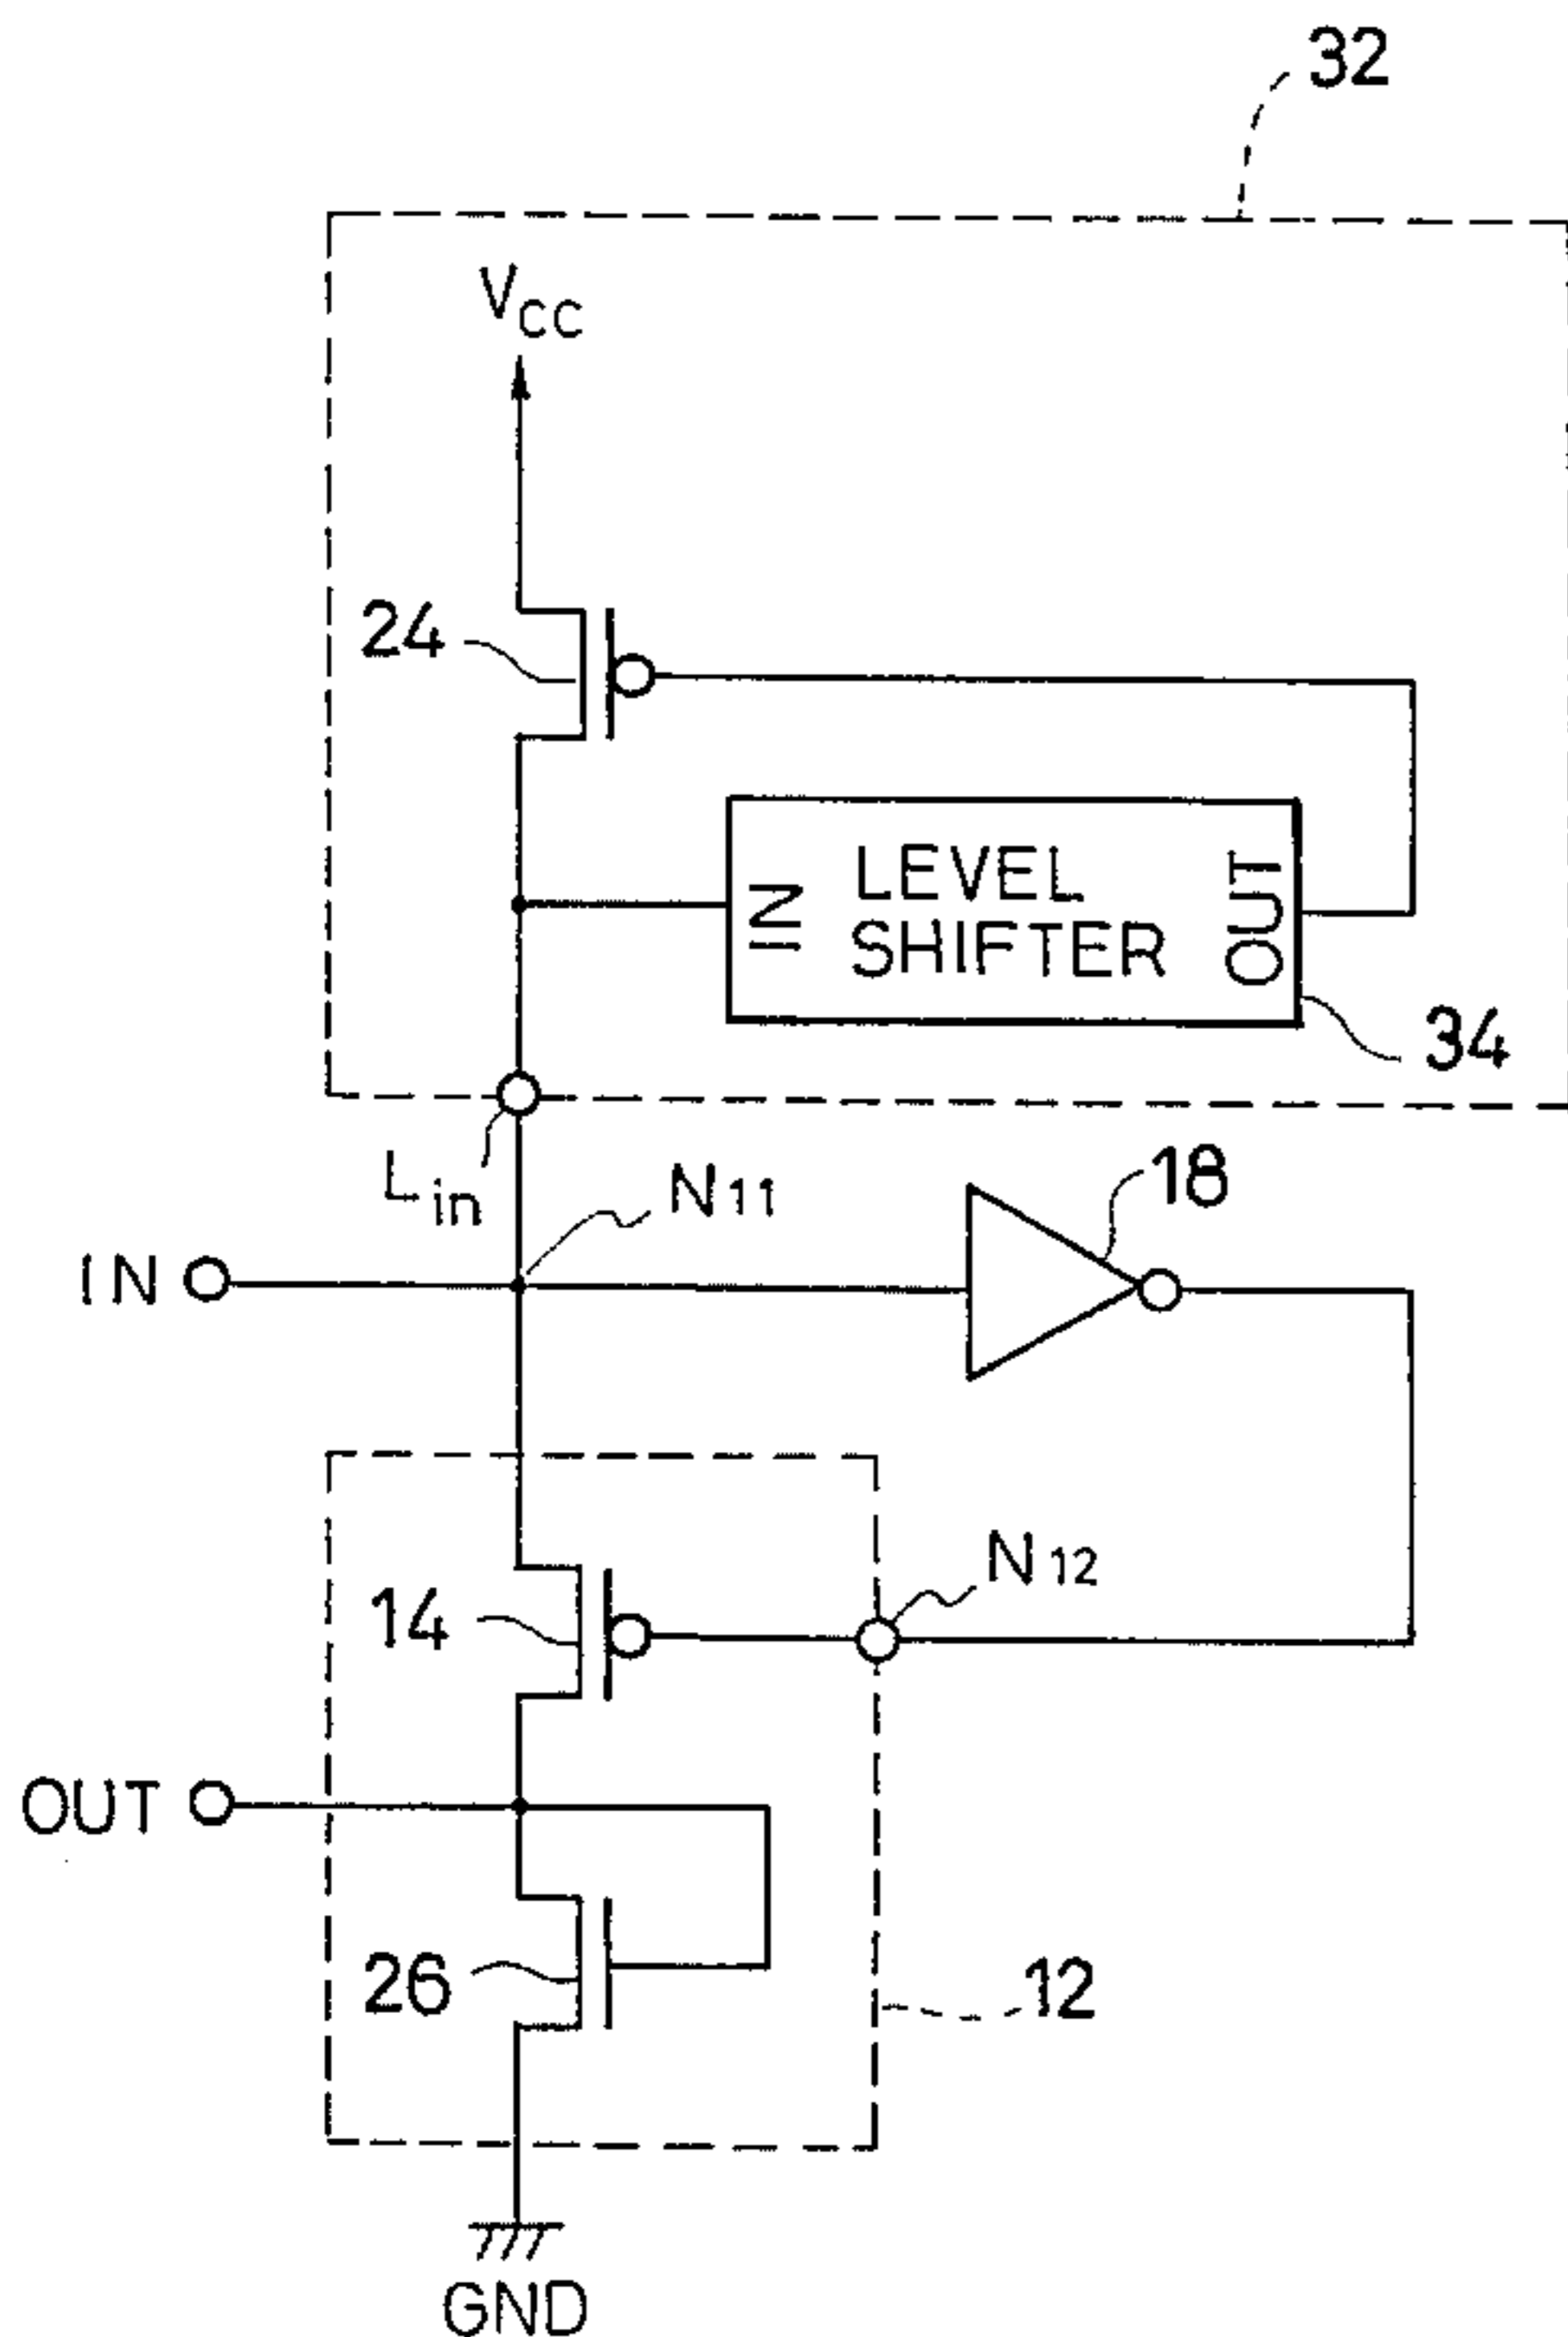 32
VCC
24
IN
LEVEL
SHIFTER
OUT
34
Lin
N11
18
IN
N12
14
OUT
26
12
GND